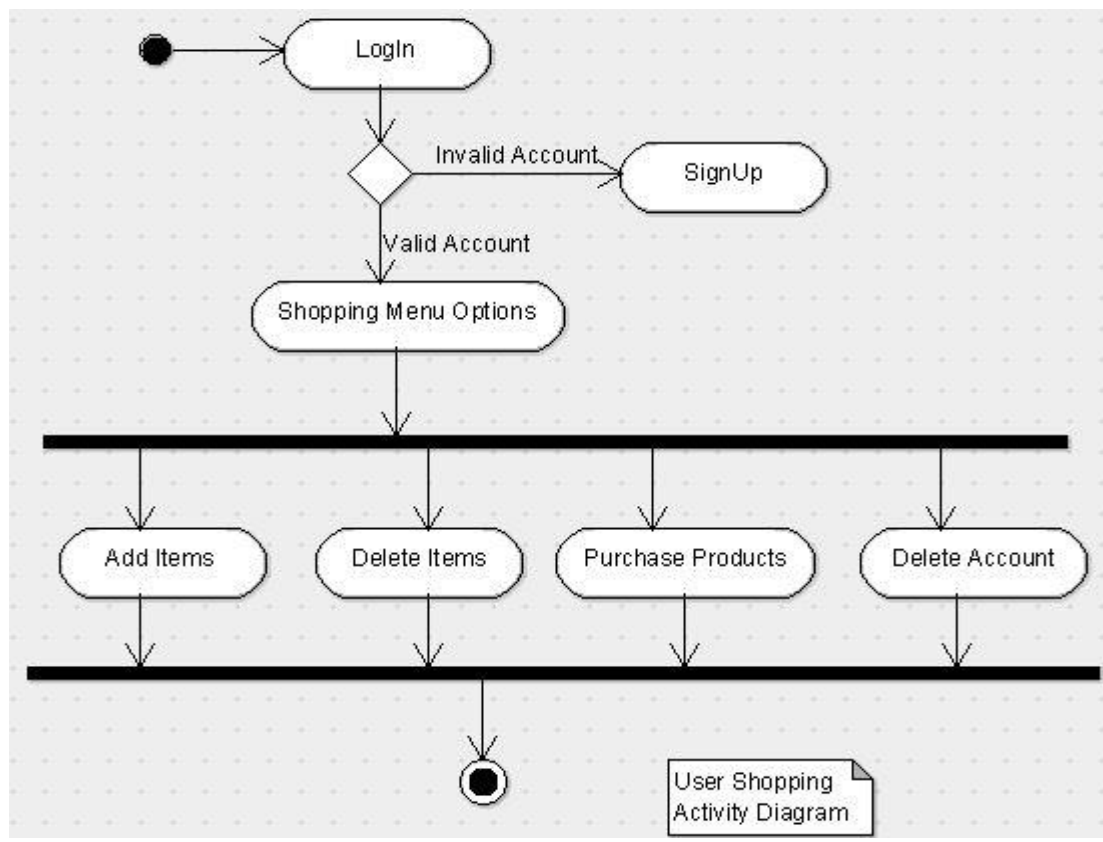 LogIn
Invalid Account
SignUp
Valid Account
Shopping Menu Options
Add Items
Delete Items
Purchase Products
Delete Account
User Shopping
Activity Diagram